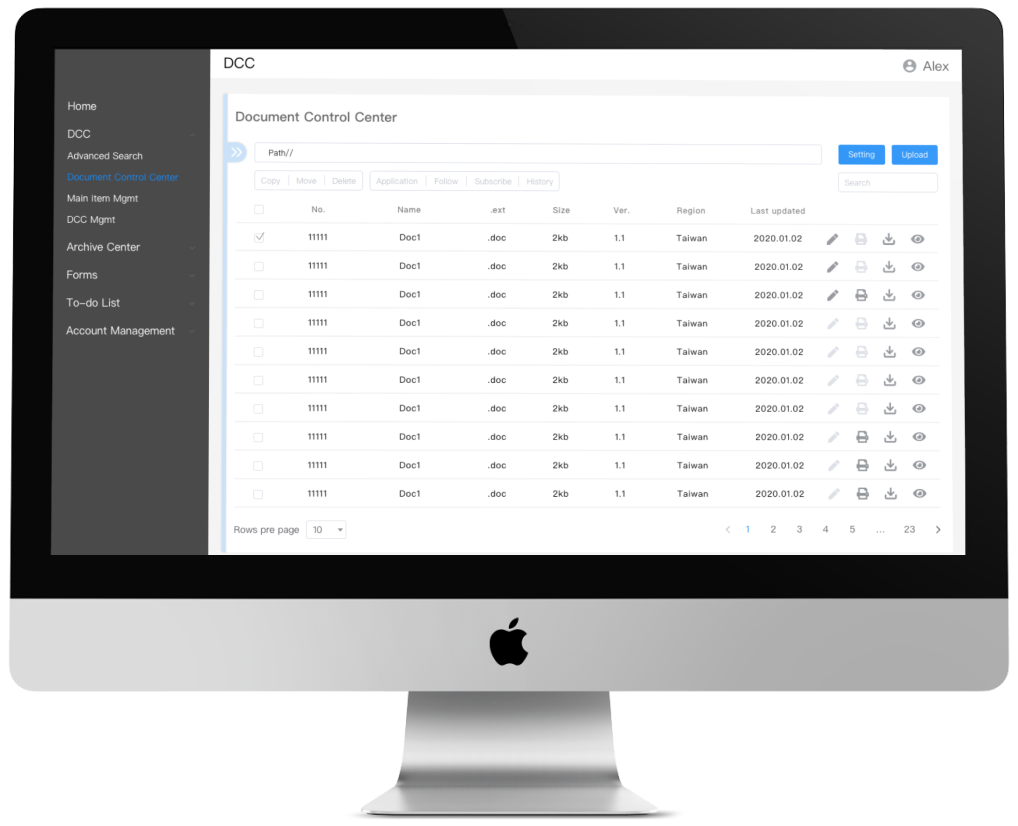 DCC
Alex
Home
DCC
Advanced Search
Document Control Center
Main Item Mgmt
DCC Mgmt
Archive Center
Forms
To-do List
Account Management
Document Control Center
Path//
Setting Upload
Copy Move Delete Application Follow Subscribe History Search
No. Name .ext Size Ver. Region Last updated
11111 Doc1 .doc 2kb 1.1 Taiwan 2020.01.02
11111 Doc1 .doc 2kb 1.1 Taiwan 2020.01.02
11111 Doc1 .doc 2kb 1.1 Taiwan 2020.01.02
11111 Doc1 .doc 2kb 1.1 Taiwan 2020.01.02
11111 Doc1 .doc 2kb 1.1 Taiwan 2020.01.02
11111 Doc1 .doc 2kb 1.1 Taiwan 2020.01.02
11111 Doc1 .doc 2kb 1.1 Taiwan 2020.01.02
11111 Doc1 .doc 2kb 1.1 Taiwan 2020.01.02
11111 Doc1 .doc 2kb 1.1 Taiwan 2020.01.02
11111 Doc1 .doc 2kb 1.1 Taiwan 2020.01.02
Rows pre page 10 < 1 2 3 4 5 ... 23 >